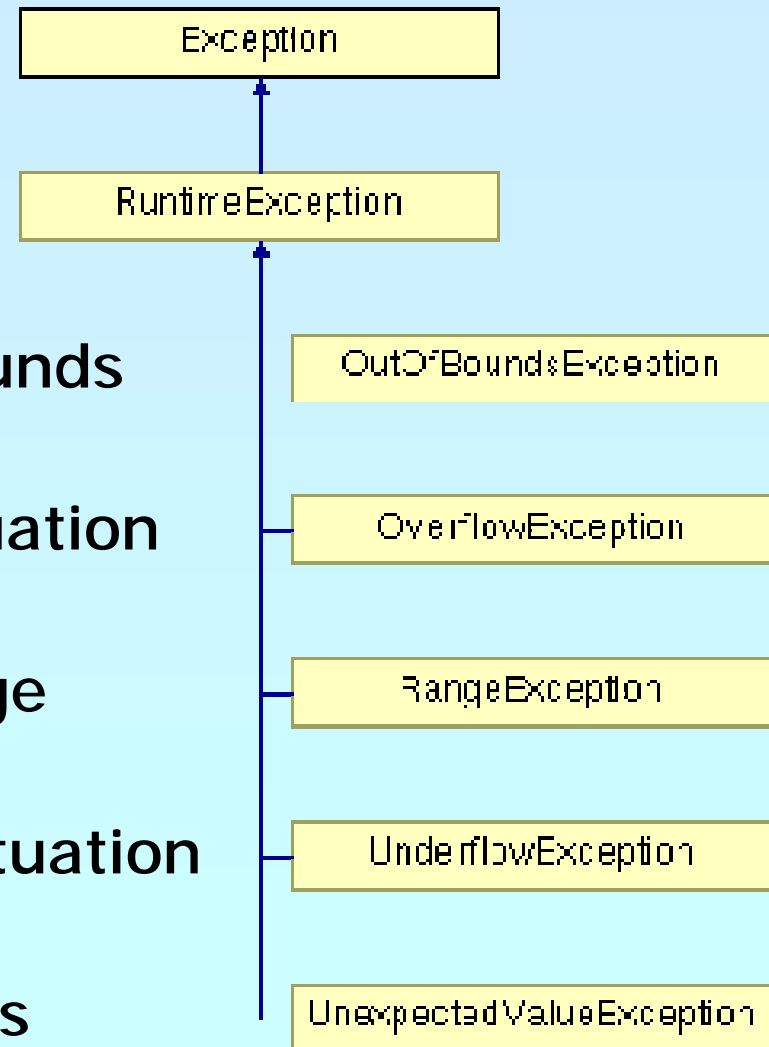 Exception
RuntimeException
unds
OutOfBoundsException
uation
OverflowException
ge
RangeException
tuation
UnderflowException
s
UnexpectedValueException